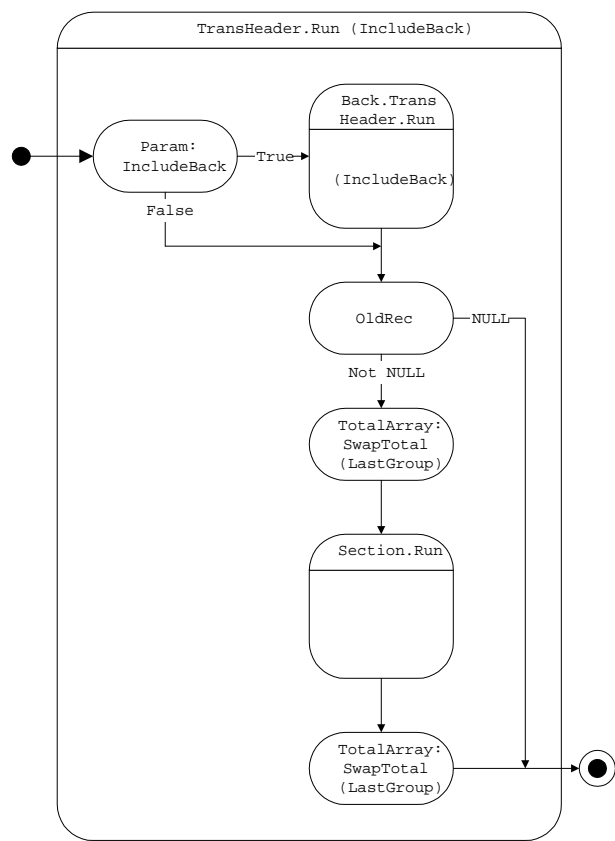 TransHeader.Run (IncludeBack)
Back.Trans
Header.Run
Param:
IncludeBack
True
(IncludeBack)
False
OldRec
NULL
Not NULL
TotalArray:
SwapTotal
(LastGroup)
Section.Run
TotalArray:
SwapTotal
(LastGroup)